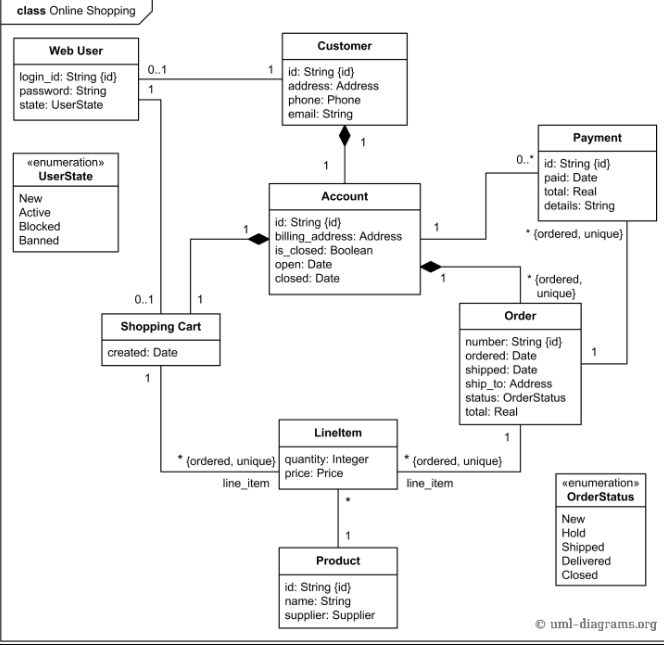 class Online Shopping
Web User
login_id: String {id}
password: String
state: UserState
0..1
1
1
Customer
id: String {id}
address: Address
phone: Phone
email: String
1
1
«enumeration»
UserState
New
Active
Blocked
Banned
Account
id: String {id}
billing_address: Address
is_closed: Boolean
open: Date
closed: Date
1
1
1
0..*
Payment
id: String {id}
paid: Date
total: Real
details: String
* {ordered, unique}
* {ordered,
unique}
0..1
1
Shopping Cart
created: Date
1
Order
number: String {id}
ordered: Date
shipped: Date
ship_to: Address
status: OrderStatus
total: Real
1
1
LineItem
quantity: Integer
price: Price
* {ordered, unique}
line_item
* {ordered, unique}
line_item
*
1
Product
id: String {id}
name: String
supplier: Supplier
«enumeration»
OrderStatus
New
Hold
Shipped
Delivered
Closed
© uml-diagrams.org